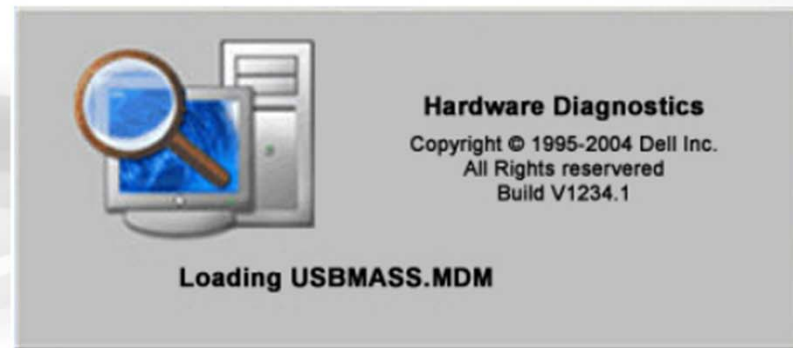 Hardware Diagnostics
Copyright © 1995-2004 Dell Inc.
All Rights reservered
Build V1234.1
Loading USBMASS.MDM